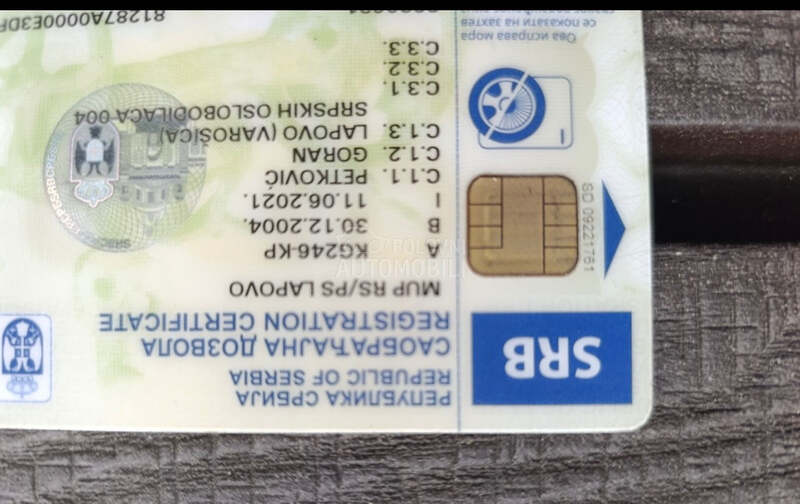 SRB
РЕПУБЛИКА СРБИЈА
REPUBLIC OF SERBIA
САОБРАЋАЈНА ДОЗВОЛА
REGISTRATION CERTIFICATE
MUP RS/PS LAPOVO
A KG246-KP
B 30.12.2004.
I 11.06.2021.
C.1.1. PETKOVIĆ
C.1.2. GORAN
C.1.3. LAPOVO (VAROŠICA)
SRPSKIH OSLOBODILACA 004
C.3.1.
C.3.2.
C.3.3.
SD 09221761
Ова исправа мора
се показати на захтев
AUTOMOBILI